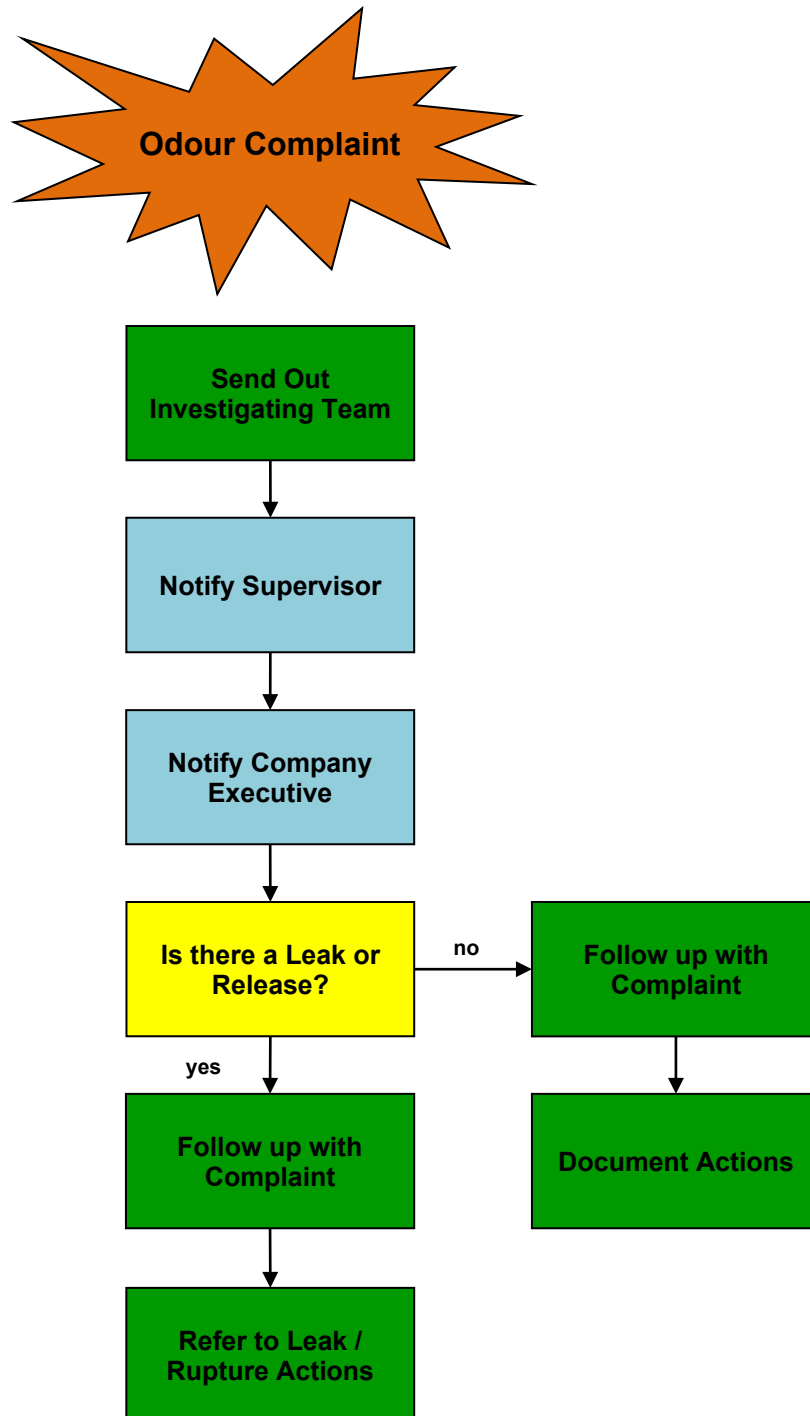 Odour Complaint
Send Out
Investigating Team
Notify Supervisor
Notify Company
Executive
Is there a Leak or
Release?
no
Follow up with
Complaint
yes
Follow up with
Complaint
Document Actions
Refer to Leak /
Rupture Actions